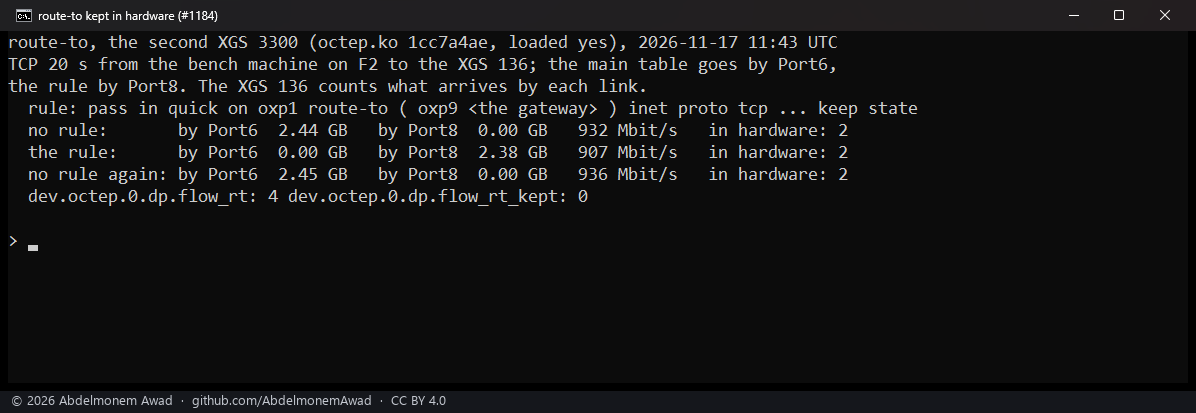 route-to kept in hardware (#1184)
route-to, the second XGS 3300 (octep.ko 1cc7a4ae, loaded yes), 2026-11-17 11:43 UTC
TCP 20 s from the bench machine on F2 to the XGS 136; the main table goes by Port6,
the rule by Port8. The XGS 136 counts what arrives by each link.
rule: pass in quick on oxp1 route-to ( oxp9 <the gateway> ) inet proto tcp ... keep state
no rule: by Port6 2.44 GB by Port8 0.00 GB 932 Mbit/s in hardware: 2
the rule: by Port6 0.00 GB by Port8 2.38 GB 907 Mbit/s in hardware: 2
no rule again: by Port6 2.45 GB by Port8 0.00 GB 936 Mbit/s in hardware: 2
dev.octep.0.dp.flow_rt: 4 dev.octep.0.dp.flow_rt_kept: 0
>
© 2026 Abdelmonem Awad · github.com/AbdelmonemAwad · CC BY 4.0